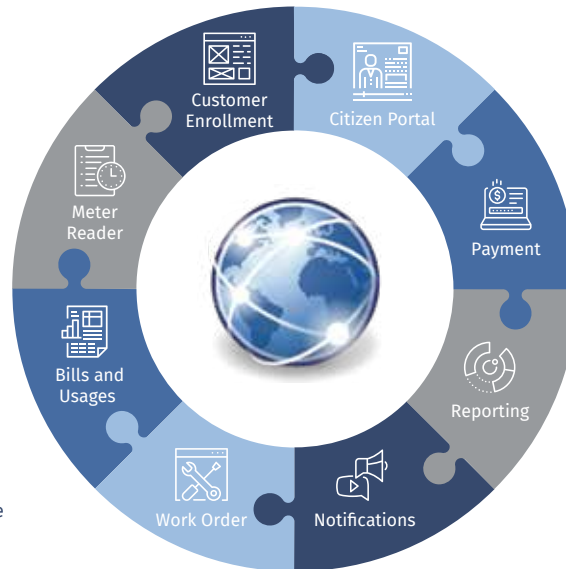 Customer
Enrollment
Citizen Portal
Meter
Reader
Payment
Bills and
Usages
Reporting
Work Order
Notifications
e